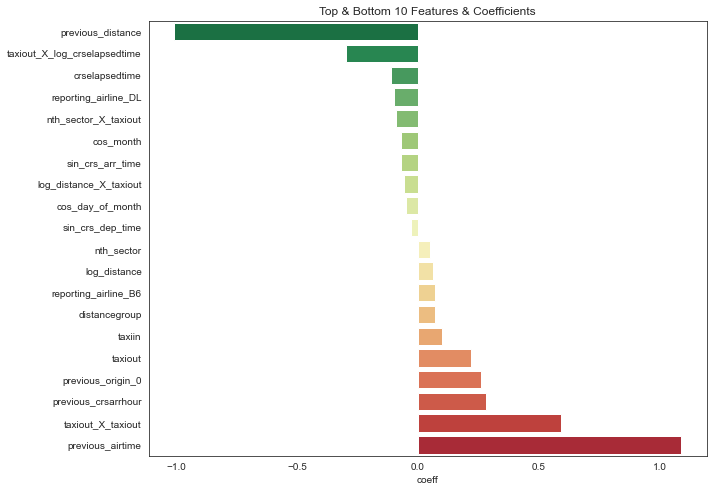 Top & Bottom 10 Features & Coefficients
previous_distance
taxiout_X_log_crselapsedtime
crselapsedtime
reporting_airline_DL
nth_sector_X_taxiout
cos_month
sin_crs_arr_time
log_distance_X_taxiout
cos_day_of_month
sin_crs_dep_time
nth_sector
log_distance
reporting_airline_B6
distancegroup
taxiin
taxiout
previous_origin_0
previous_crsarrhour
taxiout_X_taxiout
previous_airtime
−1.0 −0.5 0.0 0.5 1.0
coeff